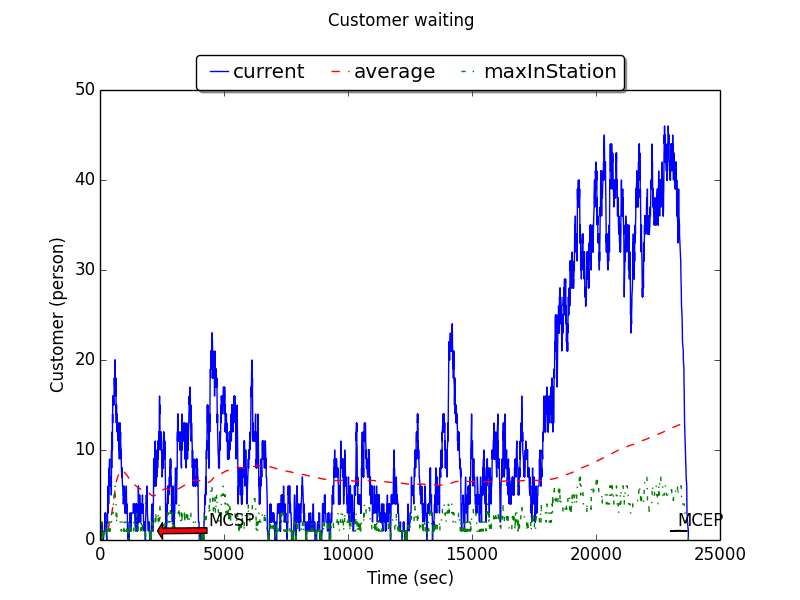 Customer waiting
current average maxInStation
50
40
30
20
10
0
Customer (person)
MCSP
MCEP
0 5000 10000 15000 20000 25000
Time (sec)